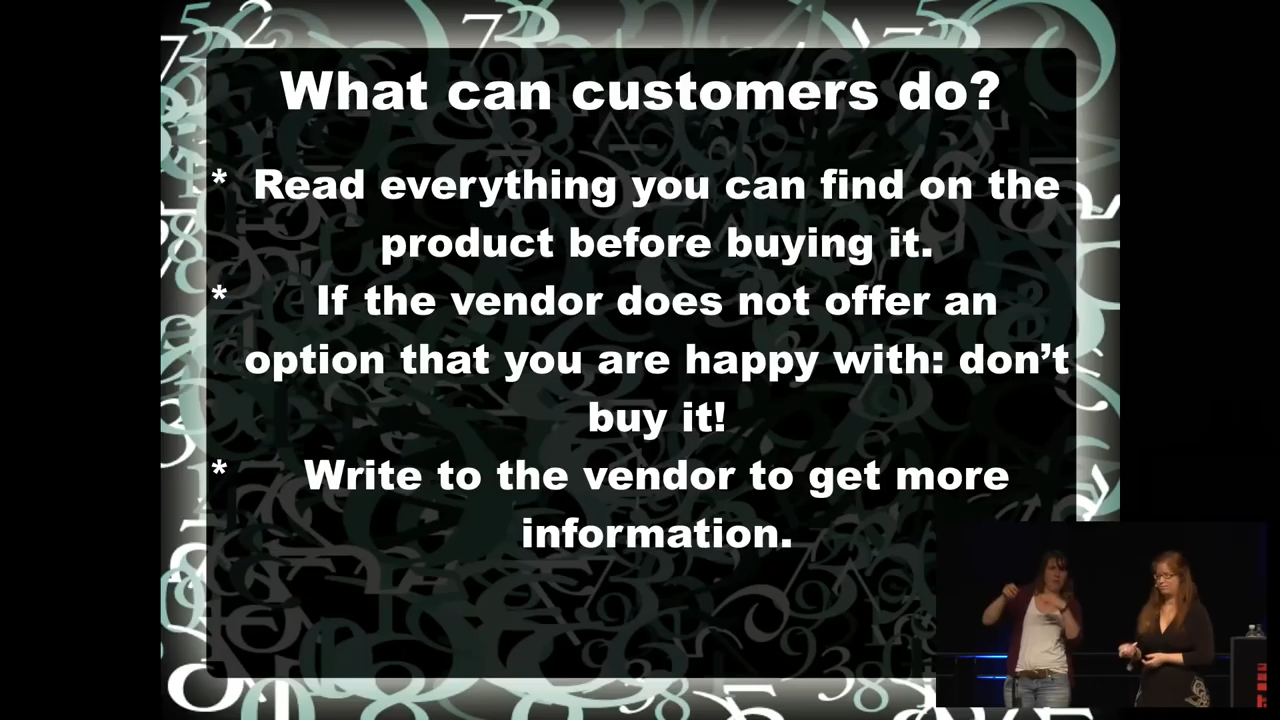 What can customers do?
* Read everything you can find on the
product before buying it.
* If the vendor does not offer an
option that you are happy with: don’t
buy it!
* Write to the vendor to get more
information.